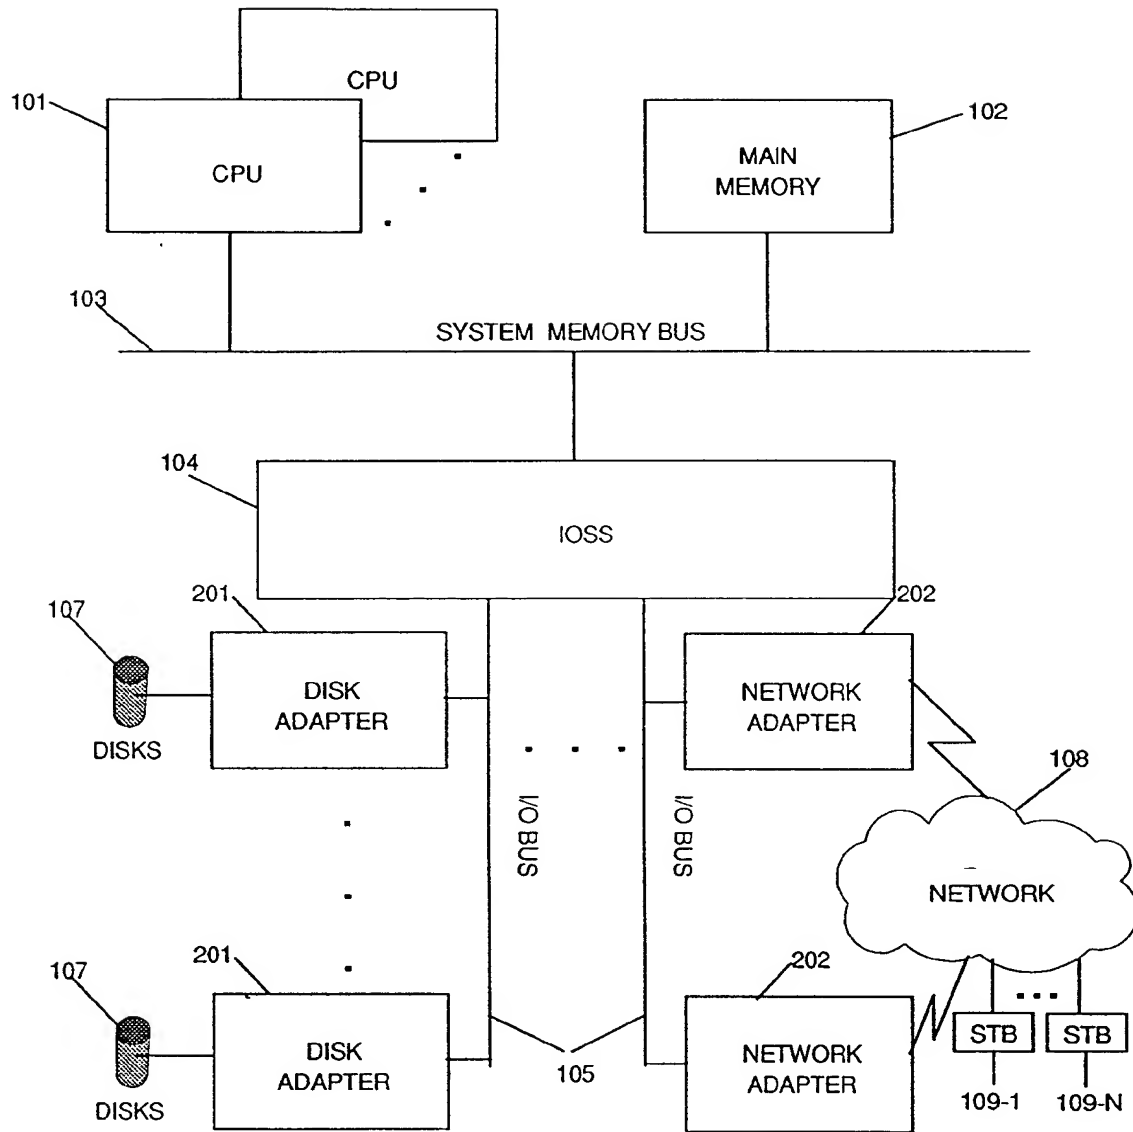 CPU
101
CPU
102
MAIN
MEMORY
103
SYSTEM MEMORY BUS
104
IOSS
107
201
202
DISK
ADAPTER
NETWORK
ADAPTER
DISKS
I/O BUS
I/O BUS
108
NETWORK
107
201
202
DISK
ADAPTER
NETWORK
ADAPTER
STB
STB
DISKS
105
109-1
109-N